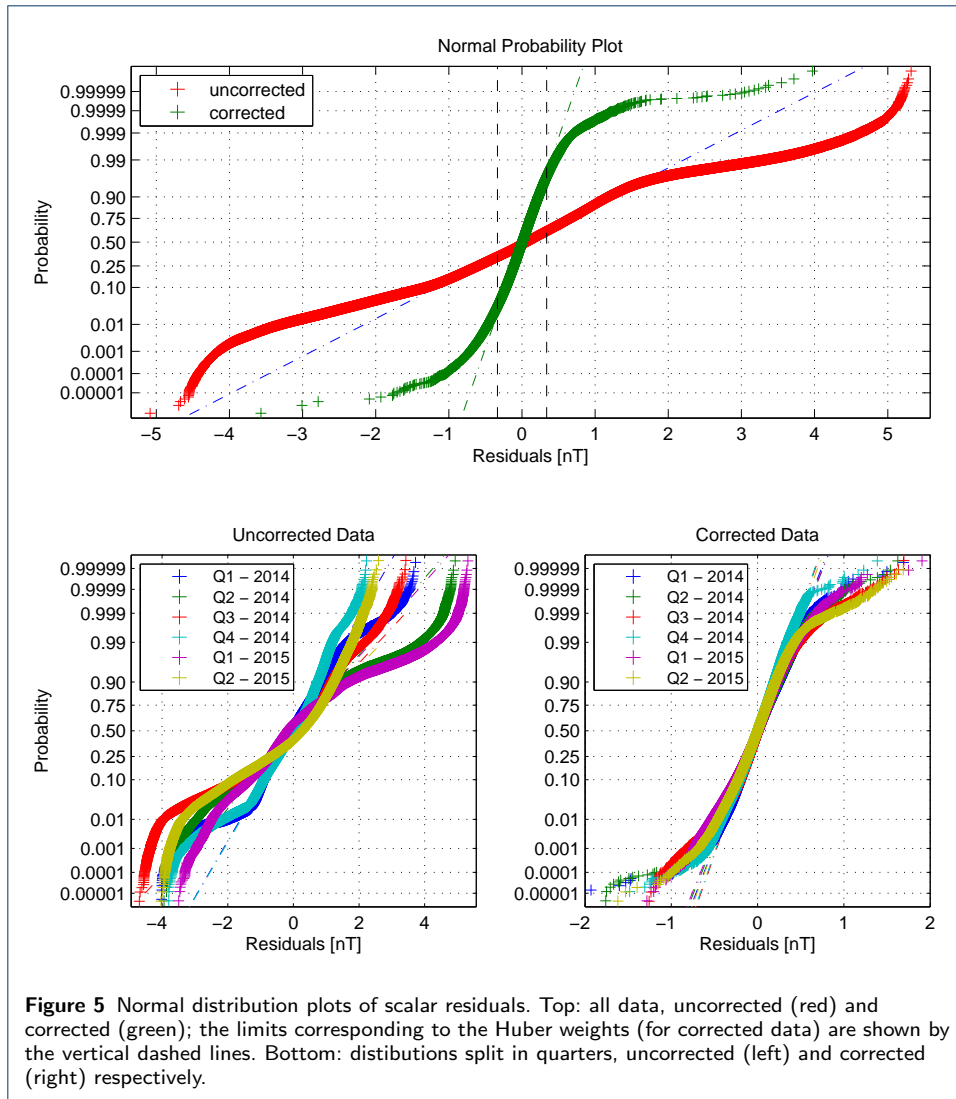 Normal Probability Plot
uncorrected
corrected
0.99999
0.9999
0.999
0.99
0.90
0.75
0.50
0.25
0.10
0.01
0.001
0.0001
0.00001
Probability
−5 −4 −3 −2 −1 0 1 2 3 4 5
Residuals [nT]
Uncorrected Data
Q1 − 2014
Q2 − 2014
Q3 − 2014
Q4 − 2014
Q1 − 2015
Q2 − 2015
0.99999
0.9999
0.999
0.99
0.90
0.75
0.50
0.25
0.10
0.01
0.001
0.0001
0.00001
Probability
−4 −2 0 2 4
Residuals [nT]
Corrected Data
Q1 − 2014
Q2 − 2014
Q3 − 2014
Q4 − 2014
Q1 − 2015
Q2 − 2015
0.99999
0.9999
0.999
0.99
0.90
0.75
0.50
0.25
0.10
0.01
0.001
0.0001
0.00001
−2 −1 0 1 2
Residuals [nT]
Figure 5 Normal distribution plots of scalar residuals. Top: all data, uncorrected (red) and
corrected (green); the limits corresponding to the Huber weights (for corrected data) are shown by
the vertical dashed lines. Bottom: distibutions split in quarters, uncorrected (left) and corrected
(right) respectively.